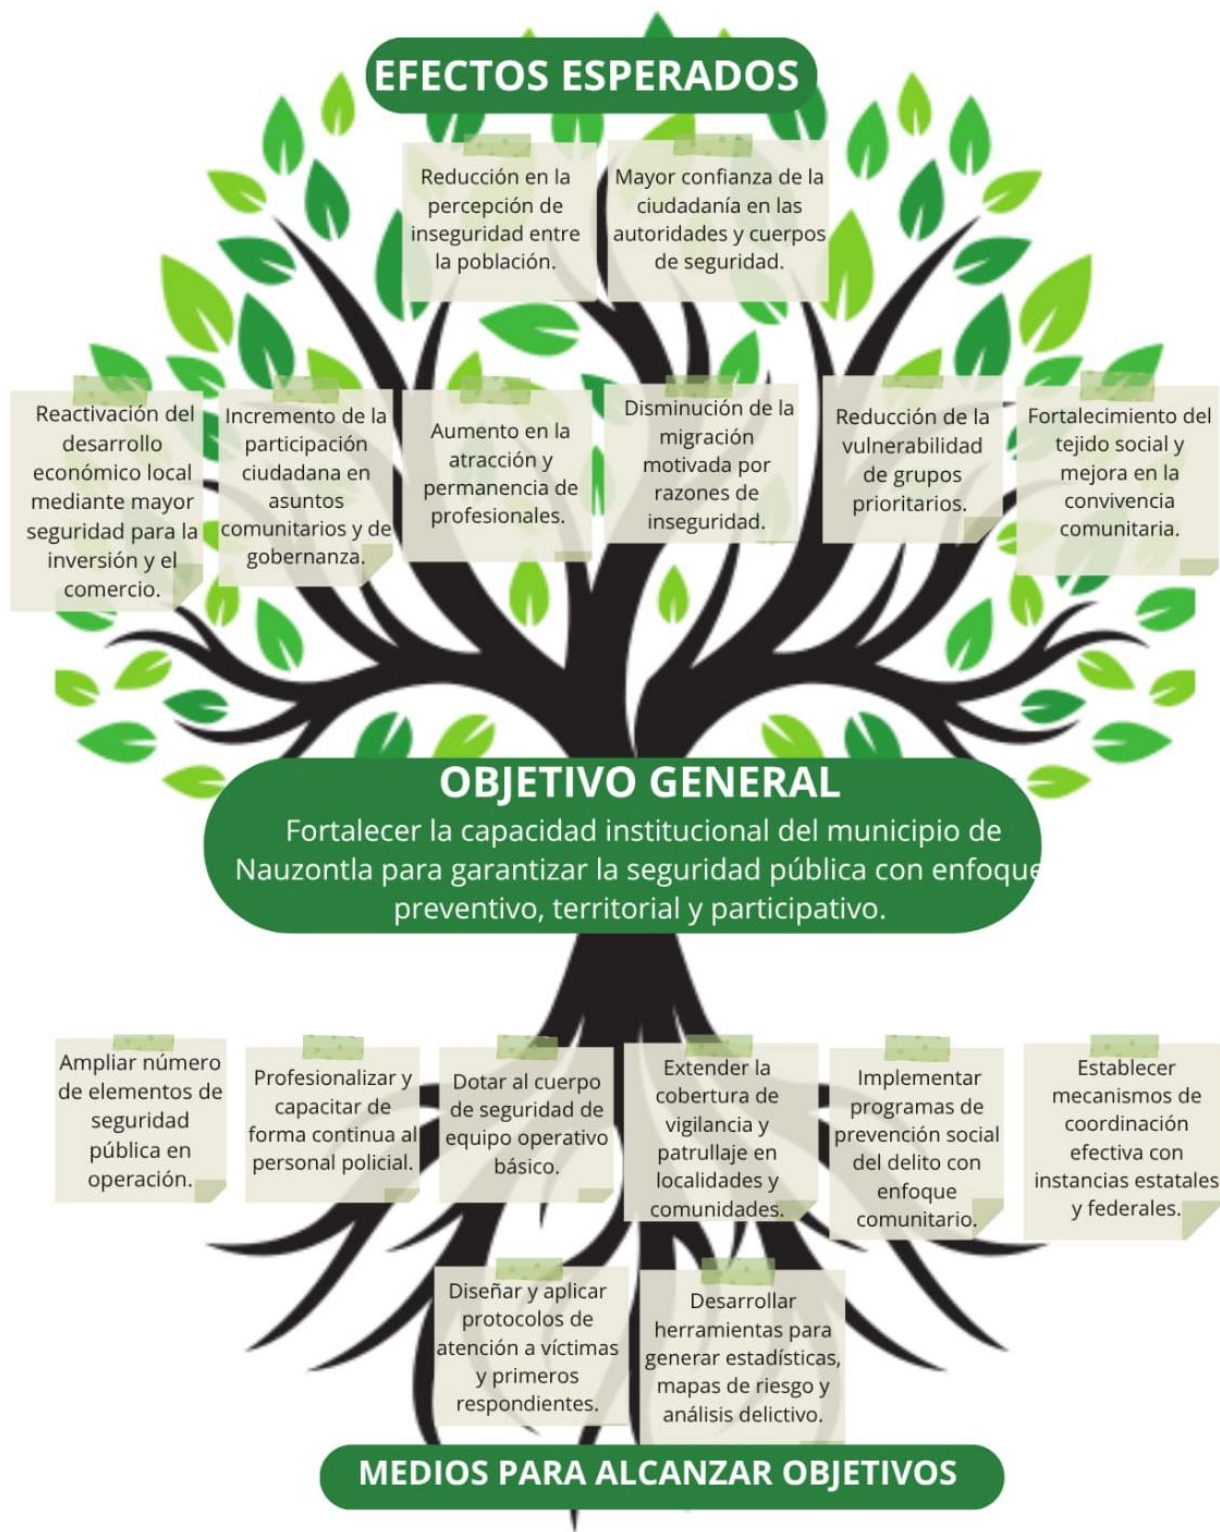 EFECTOS ESPERADOS
Reducción en la
percepción de
inseguridad entre
la población.
Mayor confianza de la
ciudadanía en las
autoridades y cuerpos
de seguridad.
Reactivación del
desarrollo
económico local
mediante mayor
seguridad para la
inversión y el
comercio.
Incremento de la
participación
ciudadana en
asuntos
comunitarios y de
gobernanza.
Aumento en la
atracción y
permanencia de
profesionales.
Disminución de la
migración
motivada por
razones de
inseguridad.
Reducción de la
vulnerabilidad
de grupos
prioritarios.
Fortalecimiento del
tejido social y
mejora en la
convivencia
comunitaria.
OBJETIVO GENERAL
Fortalecer la capacidad institucional del municipio de
Nauzontla para garantizar la seguridad pública con enfoque
preventivo, territorial y participativo.
Ampliar número
de elementos de
seguridad
pública en
operación.
Profesionalizar y
capacitar de
forma continua al
personal policial.
Dotar al cuerpo
de seguridad de
equipo operativo
básico.
Extender la
cobertura de
vigilancia y
patrullaje en
localidades y
comunidades.
Implementar
programas de
prevención social
del delito con
enfoque
comunitario.
Establecer
mecanismos de
coordinación
efectiva con
instancias estatales
y federales.
Diseñar y aplicar
protocolos de
atención a víctimas
y primeros
respondientes.
Desarrollar
herramientas para
generar estadísticas,
mapas de riesgo y
análisis delictivo.
MEDIOS PARA ALCANZAR OBJETIVOS